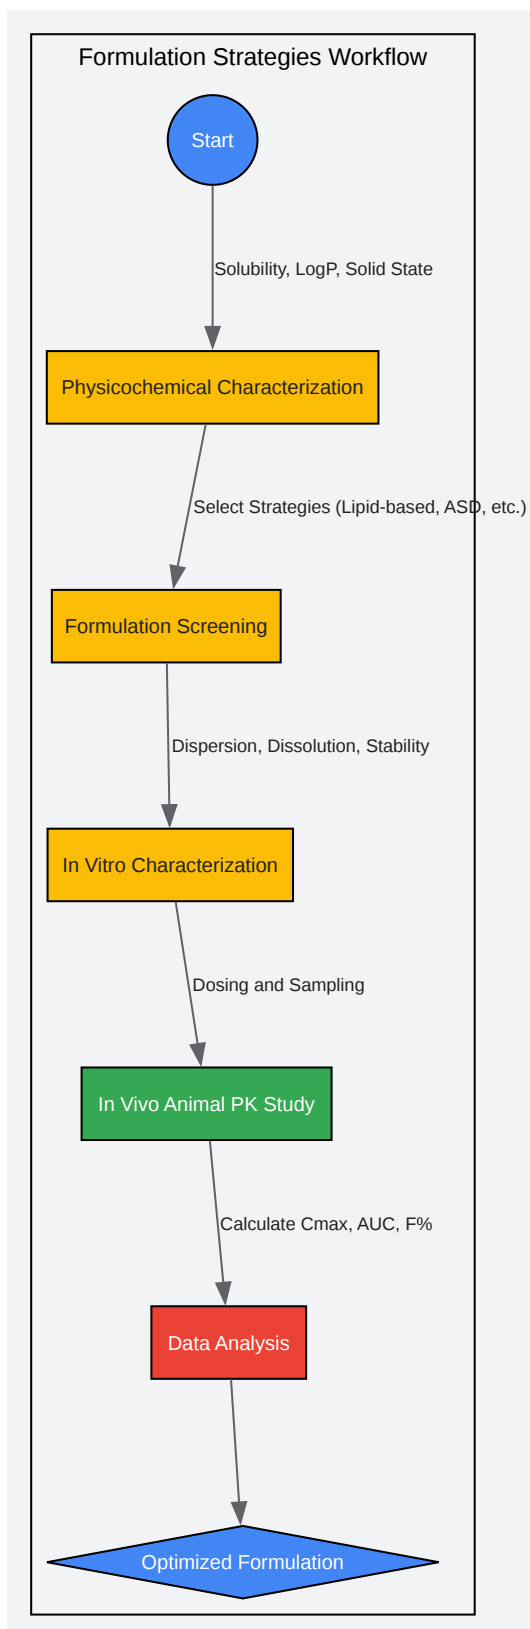 Formulation Strategies Workflow
Start
Solubility, LogP, Solid State
Physicochemical Characterization
Select Strategies (Lipid-based, ASD, etc.)
Formulation Screening
Dispersion, Dissolution, Stability
In Vitro Characterization
Dosing and Sampling
In Vivo Animal PK Study
Calculate Cmax, AUC, F%
Data Analysis
Optimized Formulation